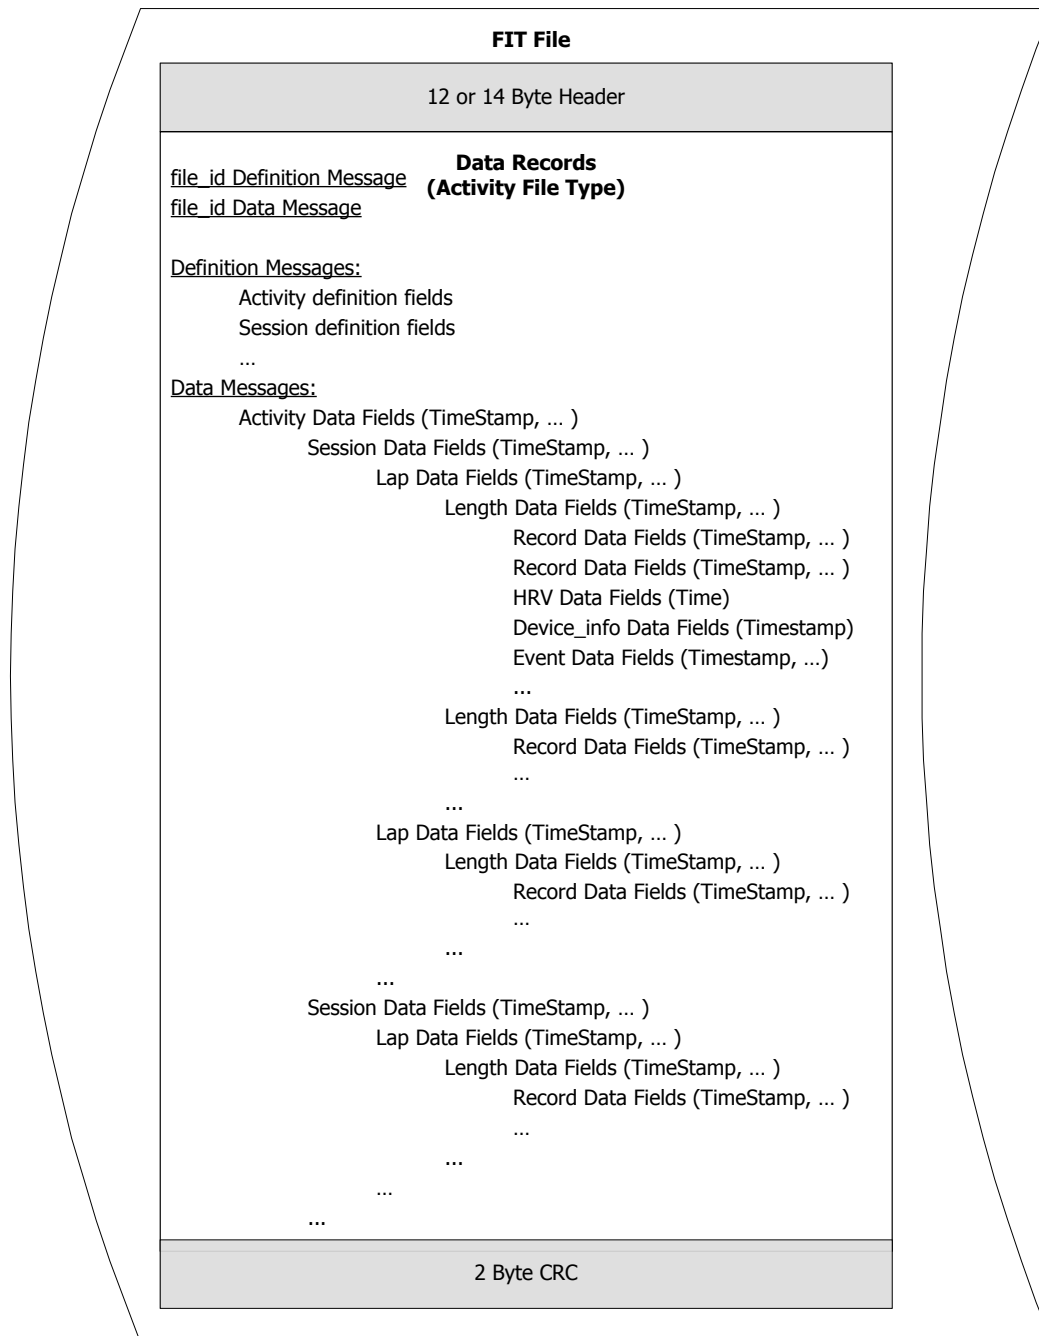 FIT File
12 or 14 Byte Header
Data Records
(Activity File Type)
file_id Definition Message
file_id Data Message
Definition Messages:
Activity definition fields
Session definition fields
...
Data Messages:
Activity Data Fields (TimeStamp, ... )
Session Data Fields (TimeStamp, ... )
Lap Data Fields (TimeStamp, ... )
Length Data Fields (TimeStamp, ... )
Record Data Fields (TimeStamp, ... )
Record Data Fields (TimeStamp, ... )
HRV Data Fields (Time)
Device_info Data Fields (Timestamp)
Event Data Fields (Timestamp, ...)
...
Length Data Fields (TimeStamp, ... )
Record Data Fields (TimeStamp, ... )
...
...
Lap Data Fields (TimeStamp, ... )
Length Data Fields (TimeStamp, ... )
Record Data Fields (TimeStamp, ... )
...
...
...
Session Data Fields (TimeStamp, ... )
Lap Data Fields (TimeStamp, ... )
Length Data Fields (TimeStamp, ... )
Record Data Fields (TimeStamp, ... )
...
...
...
...
2 Byte CRC